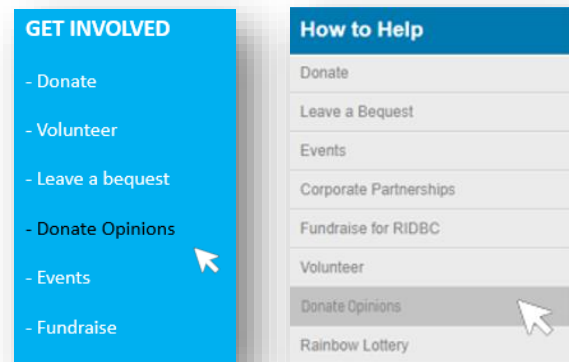 GET INVOLVED
- Donate
- Volunteer
- Leave a bequest
- Donate Opinions
- Events
- Fundraise
How to Help
Donate
Leave a Bequest
Events
Corporate Partnerships
Fundraise for RIDBC
Volunteer
Donate Opinions
Rainbow Lottery